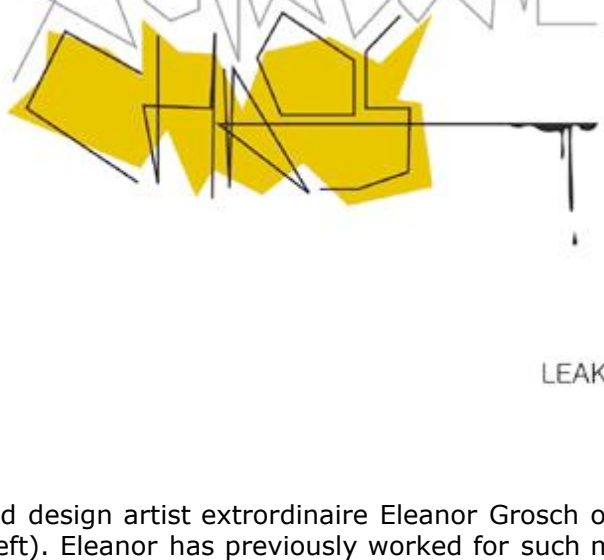 CHAOS
LEAK
d design artist extrordinaire Eleanor Grosch o
eft). Eleanor has previously worked for such n